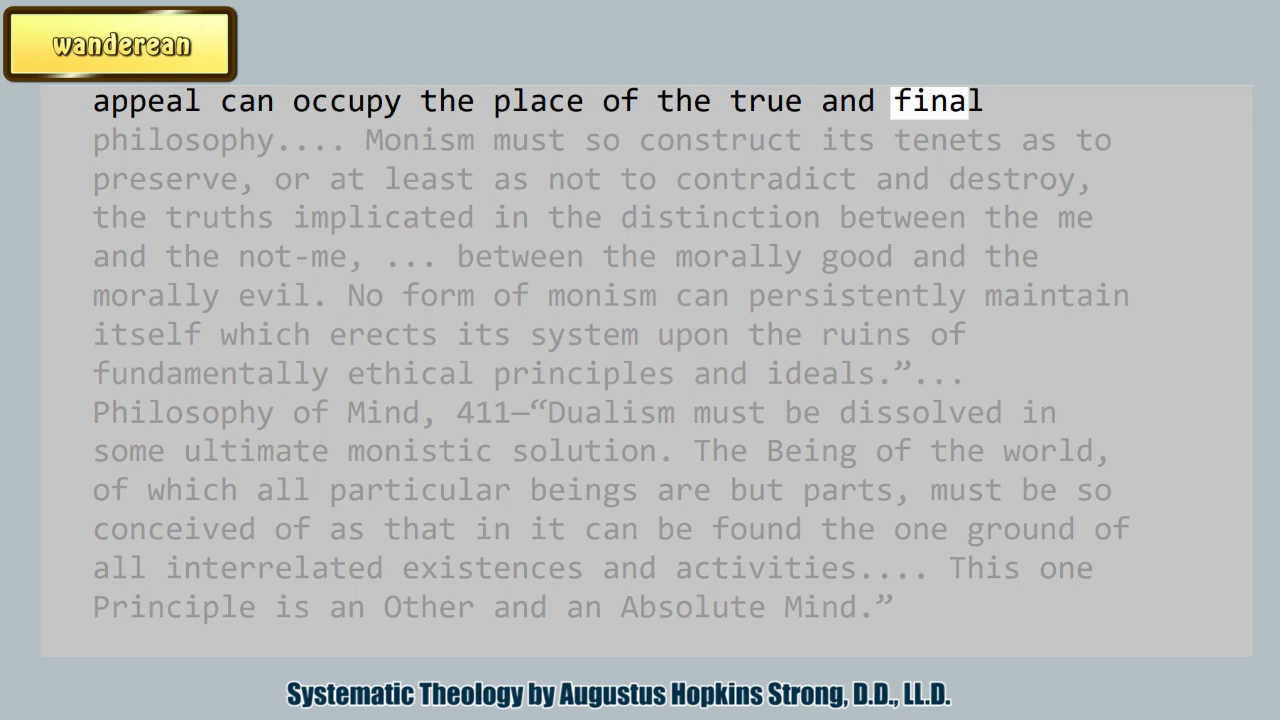 wanderean
appeal can occupy the place of the true and final
philosophy.... Monism must so construct its tenets as to
preserve, or at least as not to contradict and destroy,
the truths implicated in the distinction between the me
and the not-me, ... between the morally good and the
morally evil. No form of monism can persistently maintain
itself which erects its system upon the ruins of
fundamentally ethical principles and ideals.”...
Philosophy of Mind, 411—“Dualism must be dissolved in
some ultimate monistic solution. The Being of the world,
of which all particular beings are but parts, must be so
conceived of as that in it can be found the one ground of
all interrelated existences and activities.... This one
Principle is an Other and an Absolute Mind.”
Systematic Theology by Augustus Hopkins Strong, D.D., LL.D.